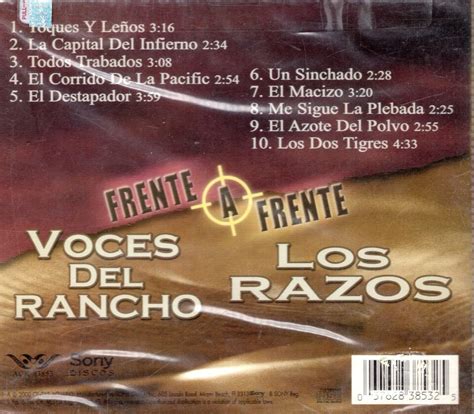 1. Toques Y Leños 3:16
2. La Capital Del Infierno 2:34
3. Todos Trabados 3:08
4. El Corrido De La Pacific 2:54
5. El Destapador 3:59
6. Un Sinchado 2:28
7. El Macizo 3:20
8. Me Sigue La Plebada 2:25
9. El Azote Del Polvo 2:55
10. Los Dos Tigres 4:33
FRENTE A FRENTE
VOCES
DEL
RANCHO
LOS
RAZOS
Sony
DISCOS